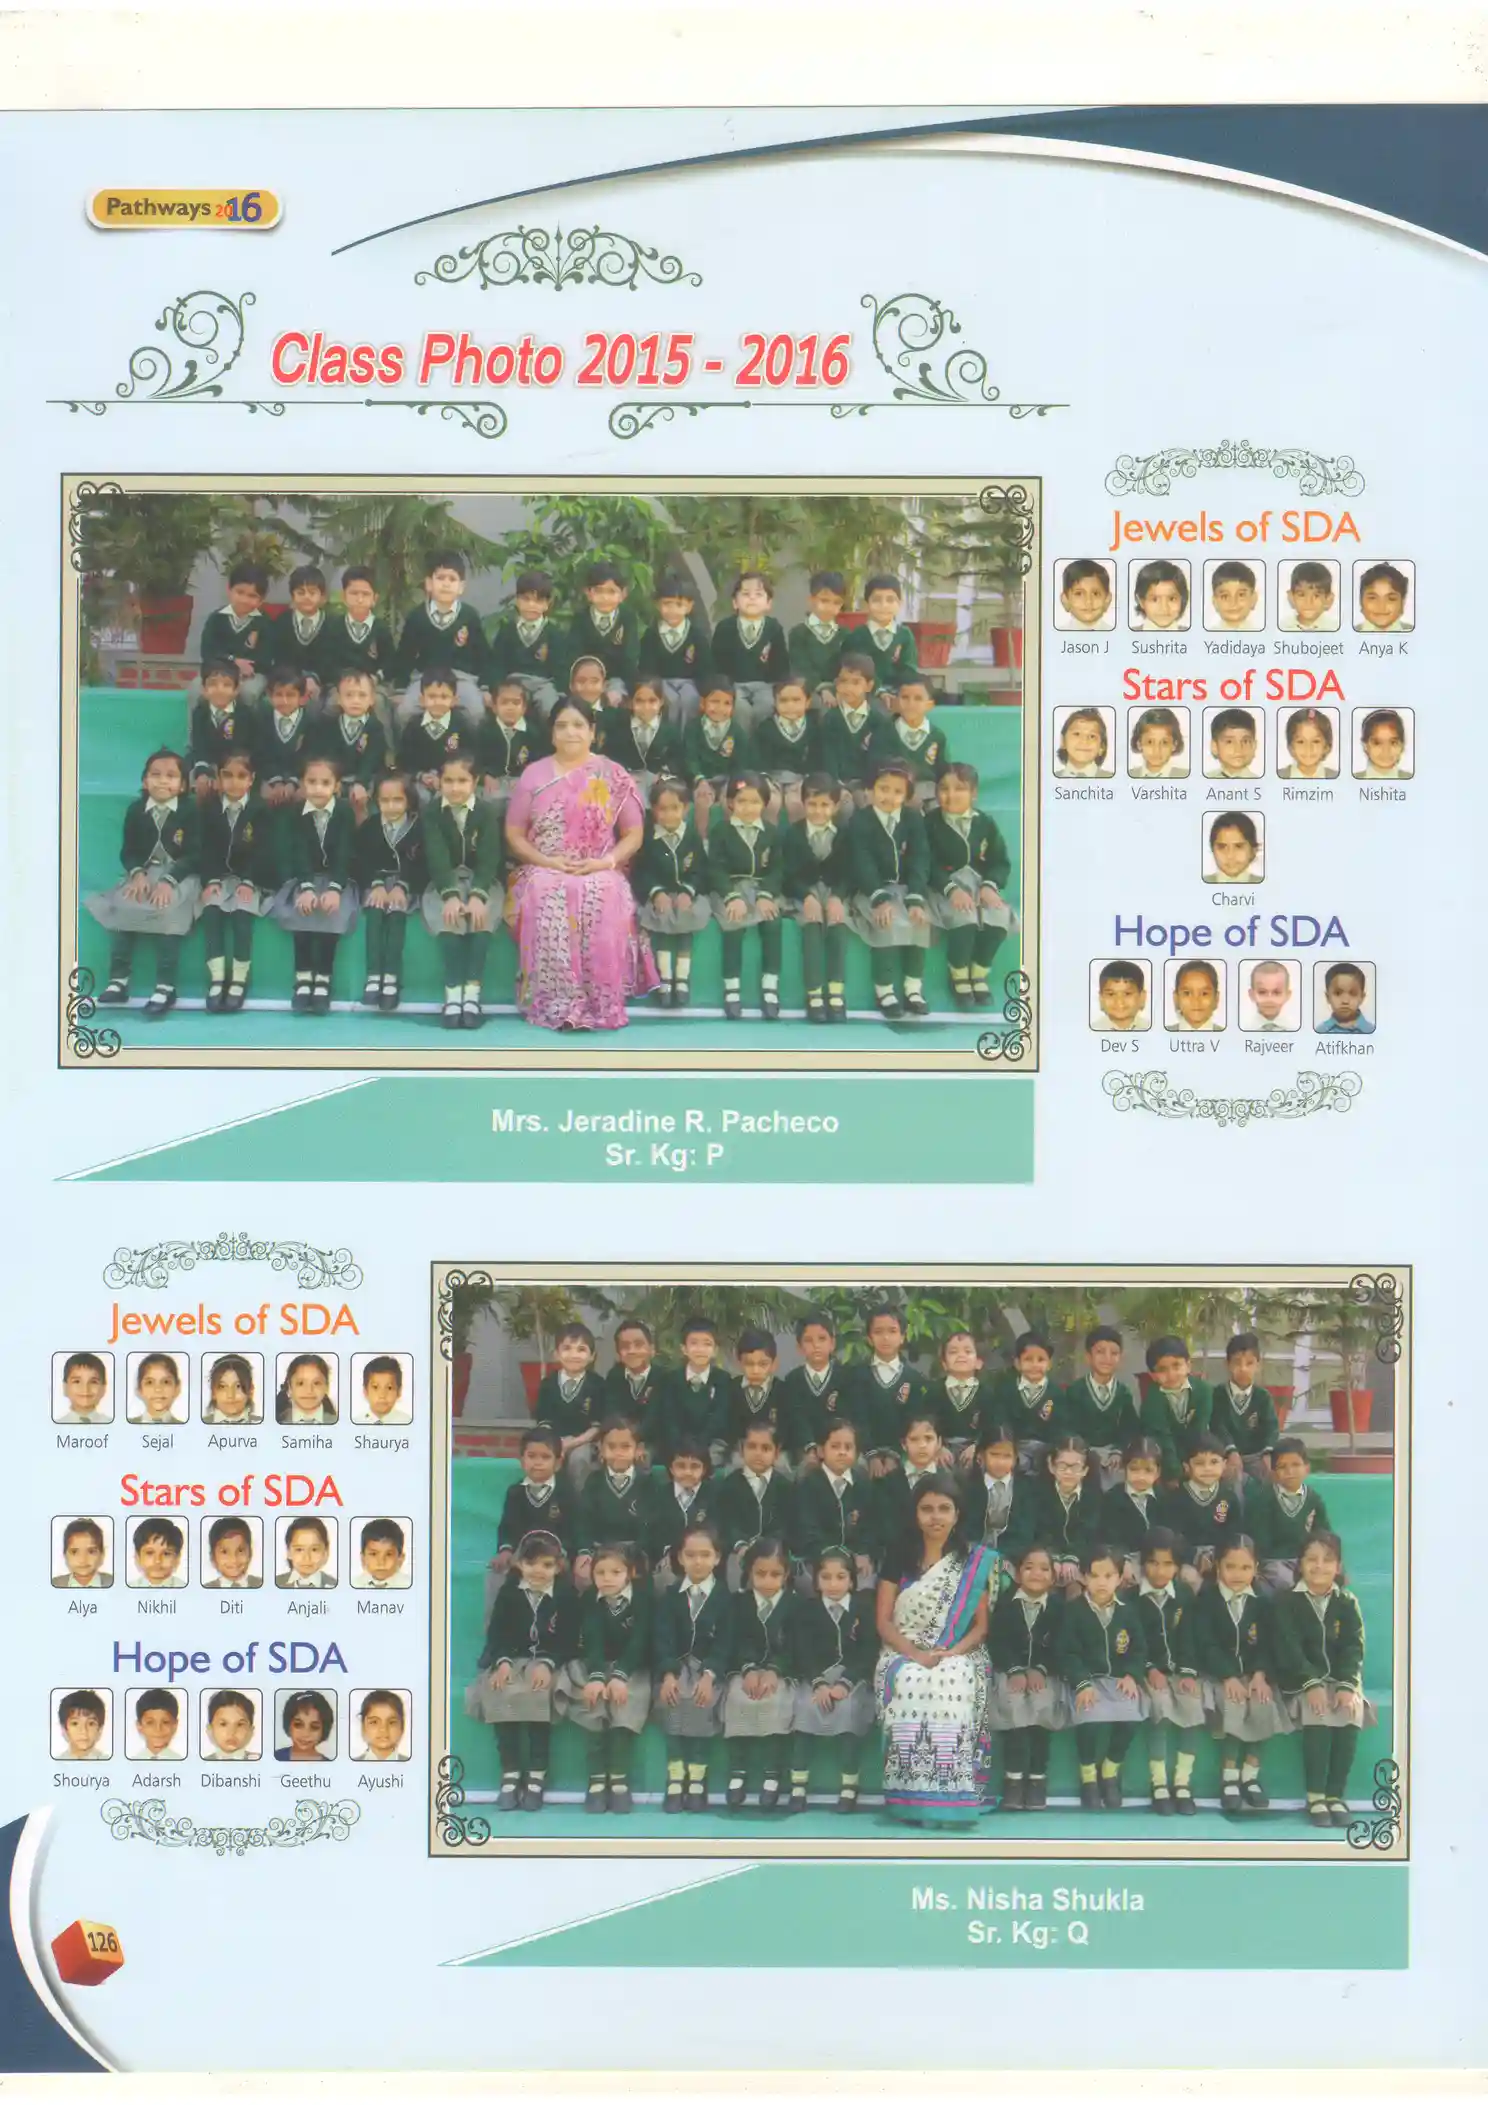 Pathways 2016
Class Photo 2015 - 2016
Jewels of SDA
Jason J Sushrita Yadidaya Shubojeet Anya K
Stars of SDA
Sanchita Varshita Anant S Rimzim Nishita
Charvi
Hope of SDA
Dev S Uttra V Rajveer Atifkhan
Mrs. Jeradine R. Pacheco
Sr. Kg: P
Jewels of SDA
Maroof Sejal Apurva Samiha Shaurya
Stars of SDA
Alya Nikhil Diti Anjali Manav
Hope of SDA
Shourya Adarsh Dibanshi Geethu Ayushi
Ms. Nisha Shukla
Sr. Kg: Q
126